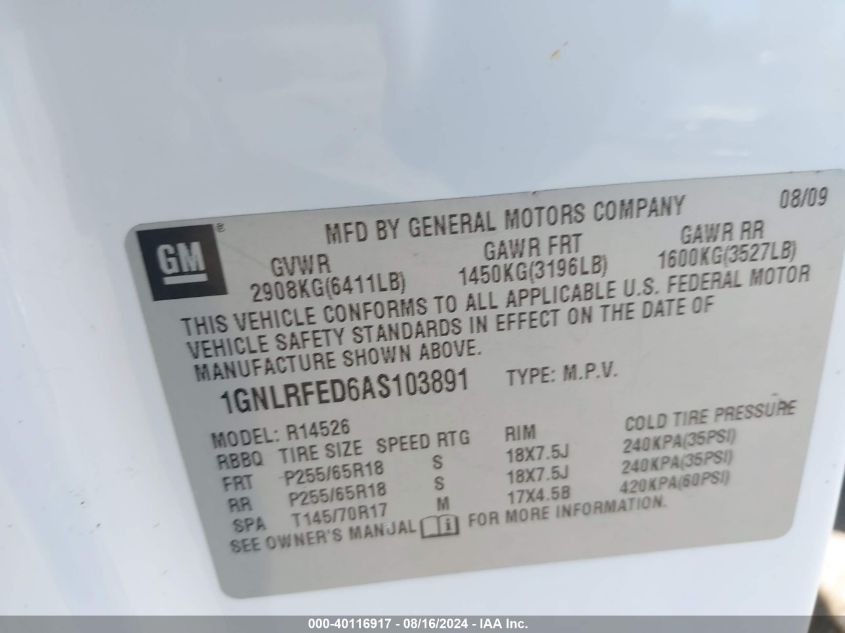 GM ®
MFD BY GENERAL MOTORS COMPANY 08/09
GVWR GAWR FRT GAWR RR
2908KG(6411LB) 1450KG(3196LB) 1600KG(3527LB)
THIS VEHICLE CONFORMS TO ALL APPLICABLE U.S. FEDERAL MOTOR
VEHICLE SAFETY STANDARDS IN EFFECT ON THE DATE OF
MANUFACTURE SHOWN ABOVE.
1GNLRFED6AS103891 TYPE: M.P.V.
MODEL: R14526
RBBQ TIRE SIZE SPEED RTG RIM COLD TIRE PRESSURE
FRT P255/65R18 S 18X7.5J 240KPA(35PSI)
RR P255/65R18 S 18X7.5J 240KPA(35PSI)
SPA T145/70R17 M 17X4.5B 420KPA(60PSI)
SEE OWNER'S MANUAL FOR MORE INFORMATION.
000-40116917 - 08/16/2024 - IAA Inc.